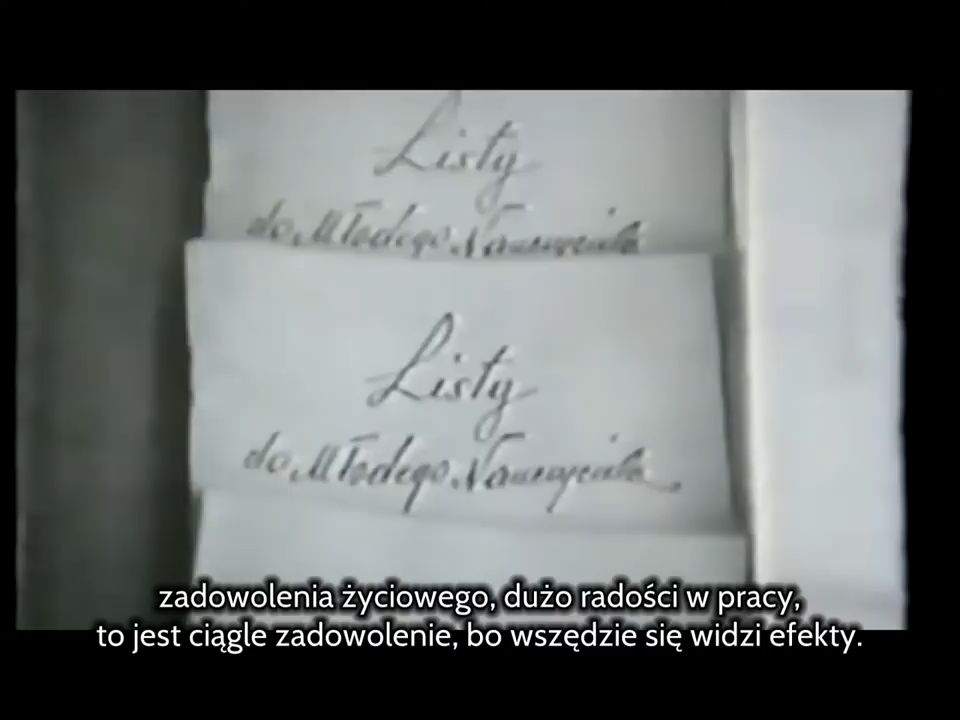 Listy
do Młodego Nauczyciela
Listy
do Młodego Nauczyciela
zadowolenia życiowego, dużo radości w pracy,
to jest ciągle zadowolenie, bo wszędzie się widzi efekty.